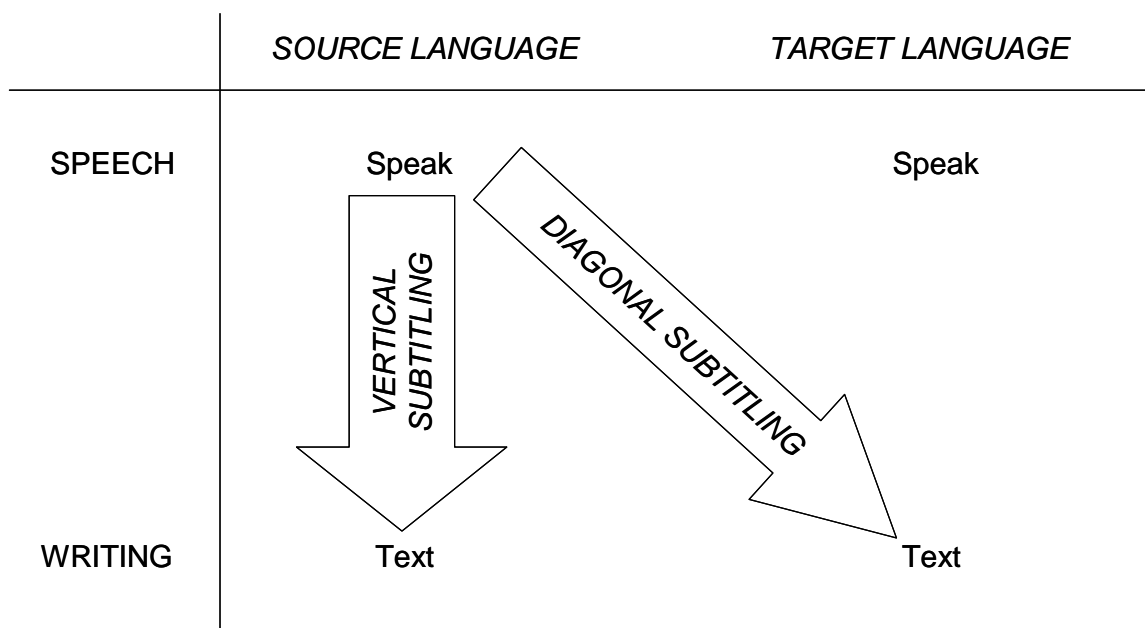 SOURCE LANGUAGE TARGET LANGUAGE
SPEECH Speak Speak
VERTICAL
SUBTITLING
DIAGONAL SUBTITLING
WRITING Text Text